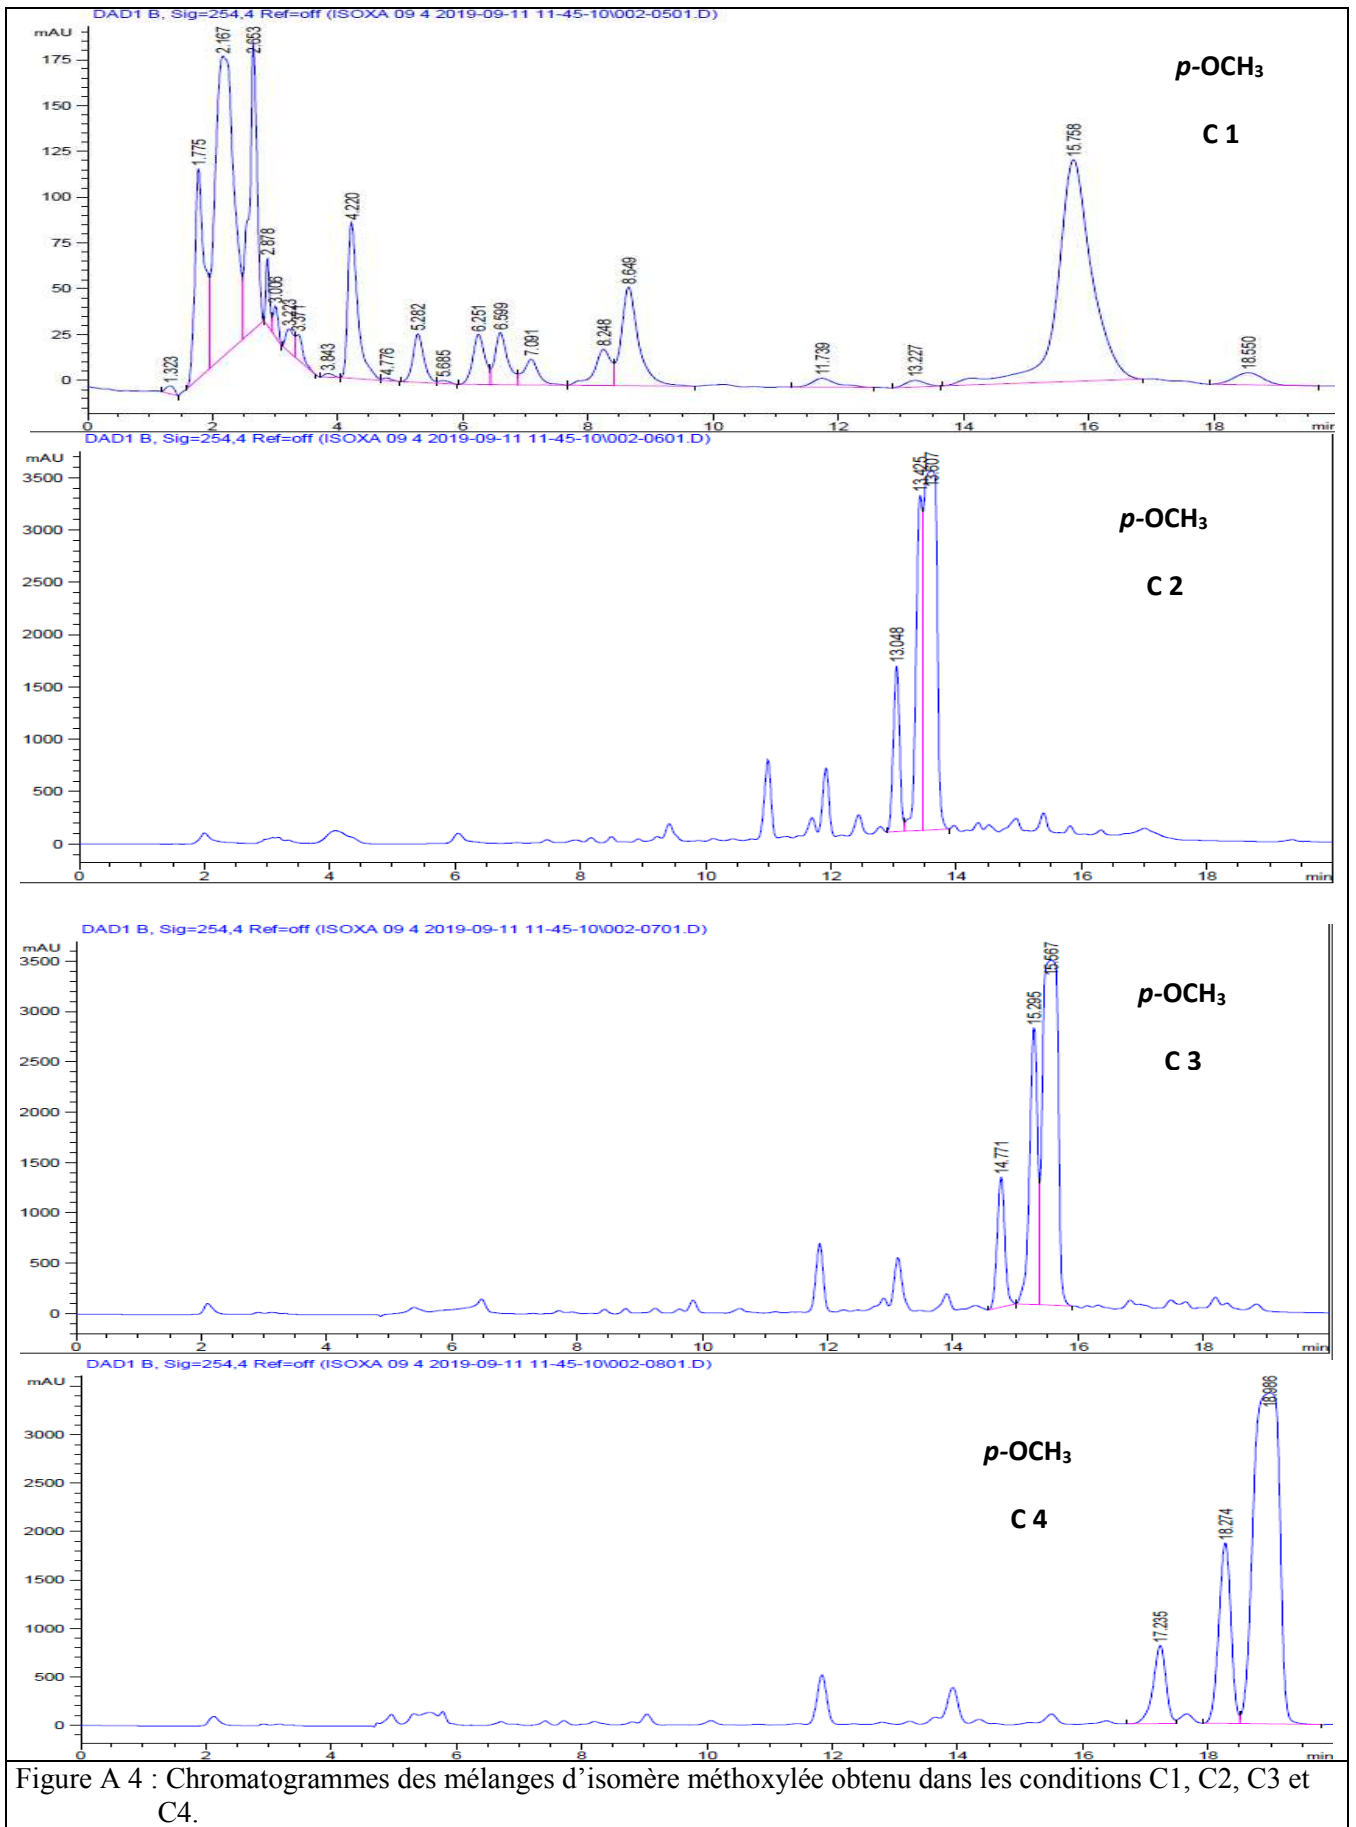 DAD1 B, Sig=254,4 Ref=off (ISOXA 09 4 2019-09-11 11-45-10\002-0501.D)
mAU
175
150
125
100
75
50
25
0
1.323
1.775
2.167
2.653
2.878
3.006
3.223
3.371
3.843
4.220
4.776
5.282
5.685
6.251
6.599
7.091
8.248
8.649
11.739
13.227
15.758
18.550
p-OCH₃
C 1
0 2 4 6 8 10 12 14 16 18 min
DAD1 B, Sig=254,4 Ref=off (ISOXA 09 4 2019-09-11 11-45-10\002-0601.D)
mAU
3500
3000
2500
2000
1500
1000
500
0
13.048
13.425
13.607
p-OCH₃
C 2
0 2 4 6 8 10 12 14 16 18 min
DAD1 B, Sig=254,4 Ref=off (ISOXA 09 4 2019-09-11 11-45-10\002-0701.D)
mAU
3500
3000
2500
2000
1500
1000
500
0
14.771
15.295
15.567
p-OCH₃
C 3
0 2 4 6 8 10 12 14 16 18 min
DAD1 B, Sig=254,4 Ref=off (ISOXA 09 4 2019-09-11 11-45-10\002-0801.D)
mAU
3000
2500
2000
1500
1000
500
0
17.235
18.274
18.986
p-OCH₃
C 4
0 2 4 6 8 10 12 14 16 18 min
Figure A 4 : Chromatogrammes des mélanges d’isomère méthoxylée obtenu dans les conditions C1, C2, C3 et
C4.